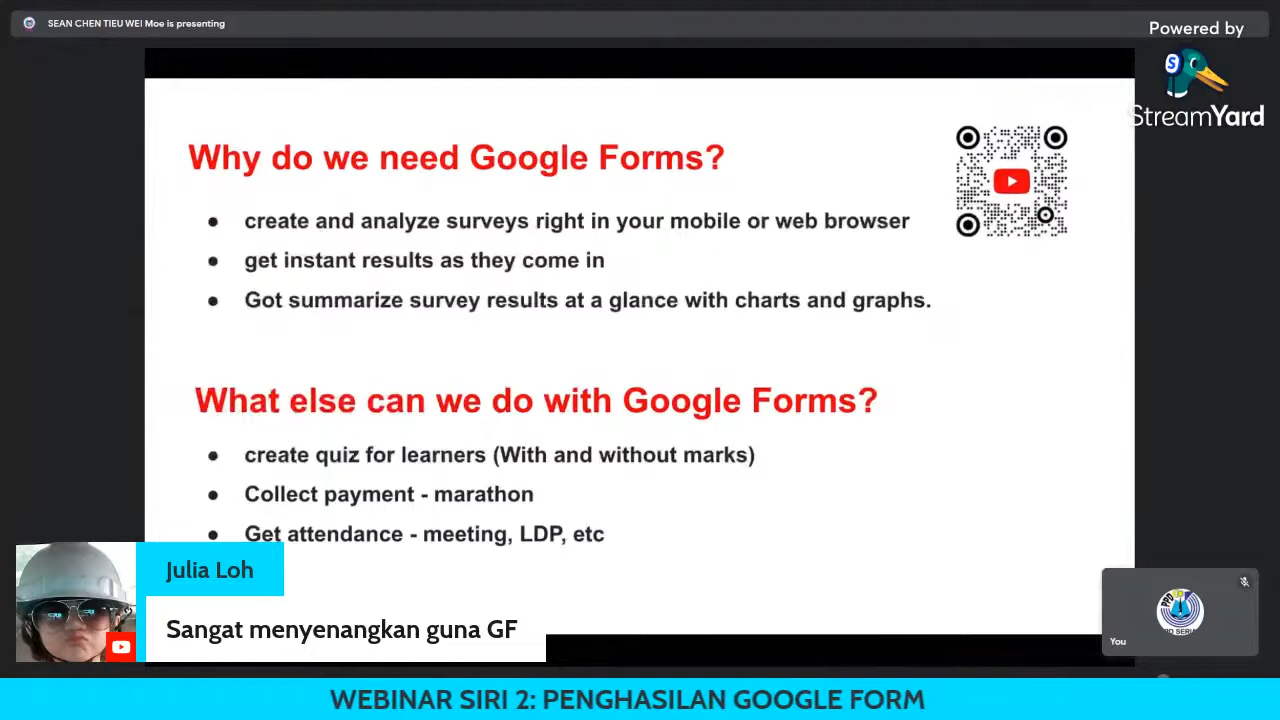 SEAN CHEN TIEU WEI Moe is presenting
Powered by
StreamYard
Why do we need Google Forms?
● create and analyze surveys right in your mobile or web browser
● get instant results as they come in
● Got summarize survey results at a glance with charts and graphs.
What else can we do with Google Forms?
● create quiz for learners (With and without marks)
● Collect payment - marathon
● Get attendance - meeting, LDP, etc
Julia Loh
Sangat menyenangkan guna GF
You
WEBINAR SIRI 2: PENGHASILAN GOOGLE FORM